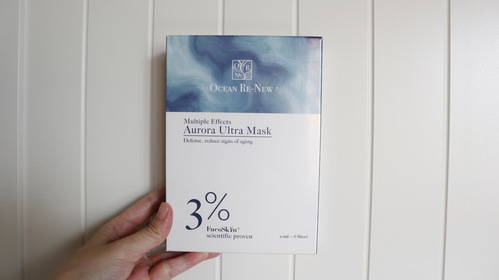 OCEAN RE-NEW
Multiple Effects
Aurora Ultra Mask
Defense, reduce signs of aging
3%
FucoSkin®
scientific proven